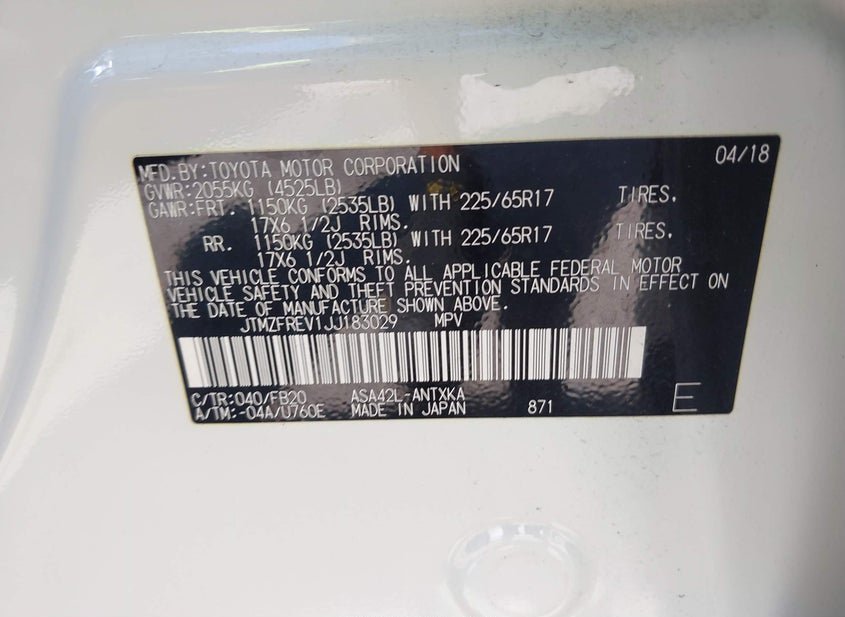 MFD.BY:TOYOTA MOTOR CORPORATION 04/18
GVWR:2055KG (4525LB)
GAWR:FRT. 1150KG (2535LB) WITH 225/65R17 TIRES.
17X6 1/2J RIMS.
RR. 1150KG (2535LB) WITH 225/65R17 TIRES.
17X6 1/2J RIMS.
THIS VEHICLE CONFORMS TO ALL APPLICABLE FEDERAL MOTOR
VEHICLE SAFETY AND THEFT PREVENTION STANDARDS IN EFFECT ON
THE DATE OF MANUFACTURE SHOWN ABOVE.
JTMZFREV1JJ183029 MPV
C/TR:040/FB20 ASA42L-ANTXKA
A/TM:-04A/U760E MADE IN JAPAN 871 E